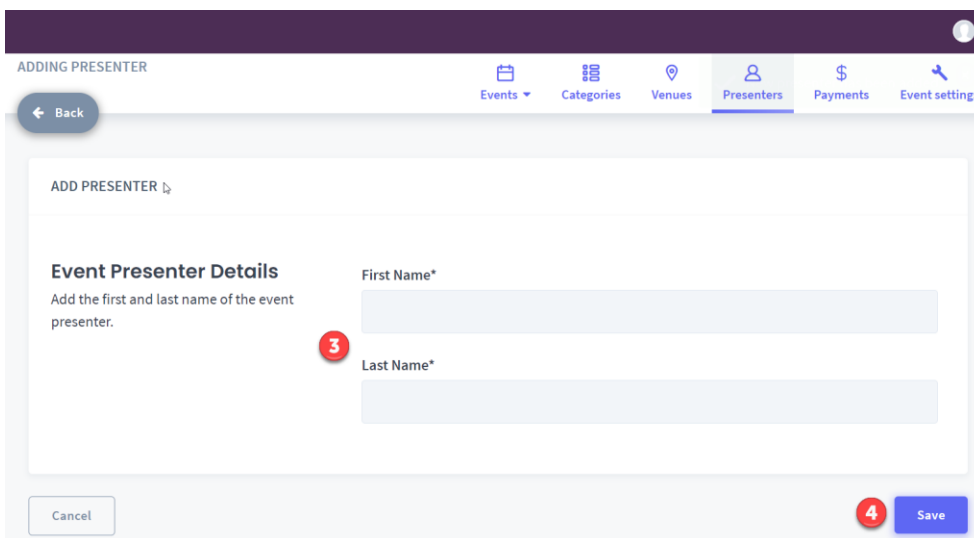 ADDING PRESENTER
Events Categories Venues Presenters Payments Event setting
Back
ADD PRESENTER
Event Presenter Details
Add the first and last name of the event
presenter.
First Name*
3
Last Name*
Cancel
4
Save